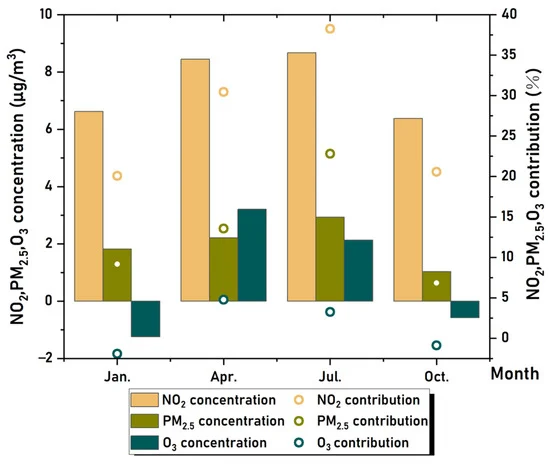 NO₂,PM₂.₅,O₃ concentration (μg/m³)
10
8
6
4
2
0
−2
40
35
30
25
20
15
10
5
0
NO₂,PM₂.₅,O₃ contribution (%)
Jan. Apr. Jul. Oct. Month
NO₂ concentration NO₂ contribution
PM₂.₅ concentration PM₂.₅ contribution
O₃ concentration O₃ contribution